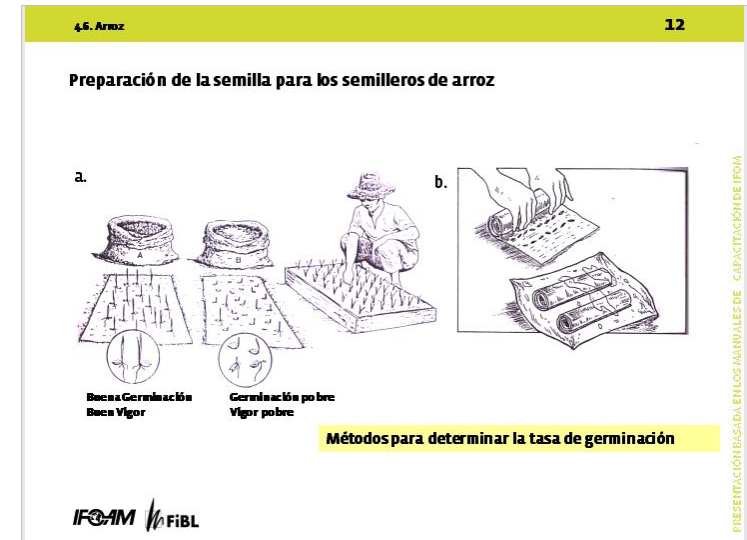 4.6. Arroz
12
Preparación de la semilla para los semilleros de arroz
a.
b.
A
B
Buena Germinación
Buen Vigor
Germinación pobre
Vigor pobre
Métodos para determinar la tasa de germinación
IFOAM
FiBL
PRESENTACIÓN BASADA EN LOS MANUALES DE CAPACITACIÓN DE IFOM